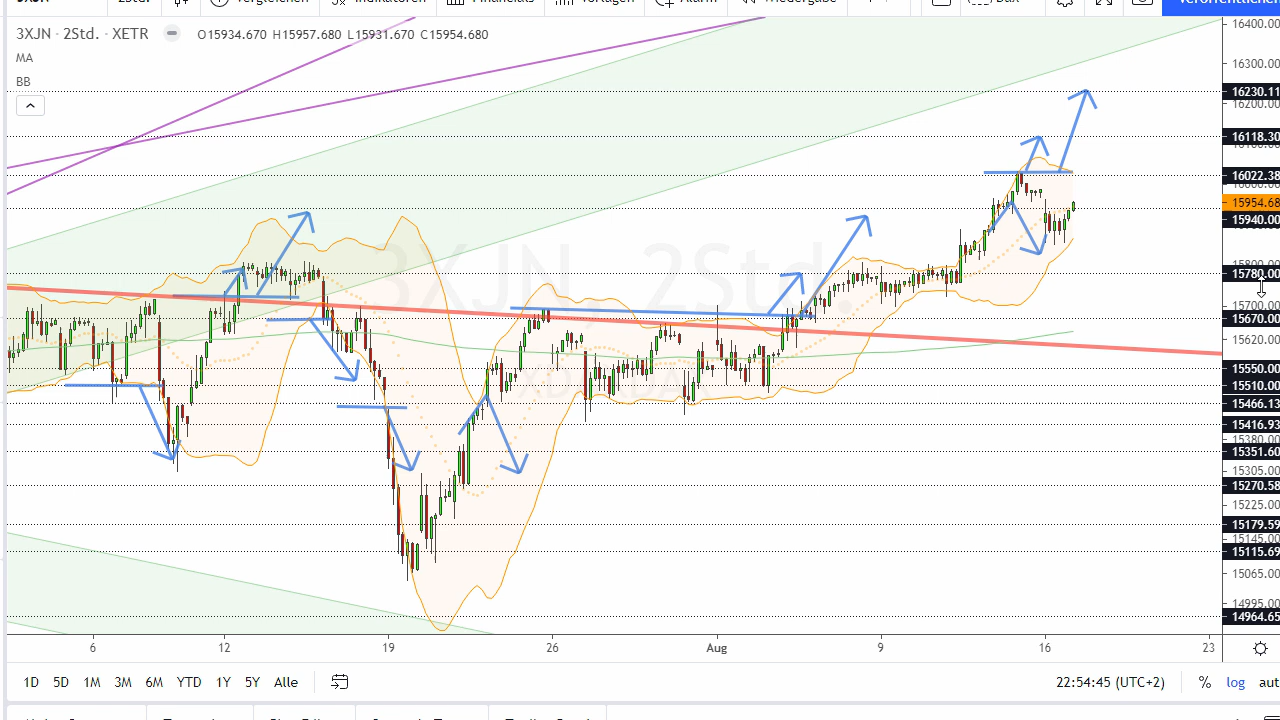 2Std.
Vergleichen
Indikatoren
Financials
Vorlagen
Alarm
Wiedergabe
Dax
Veröffentlichen
3XJN · 2Std. · XETR
O15934.670 H15957.680 L15931.670 C15954.680
MA
BB
3XJN, 2Std.
16400.00
16300.00
16230.11
16200.00
16118.30
16022.38
15954.68
15940.00
15780.00
15700.00
15670.00
15620.00
15550.00
15510.00
15466.13
15416.93
15380.00
15351.60
15305.00
15270.58
15225.00
15179.59
15145.00
15115.69
15065.00
14995.00
14964.65
6 12 19 26 Aug 9 16 23
1D 5D 1M 3M 6M YTD 1Y 5Y Alle
22:54:45 (UTC+2) % log aut